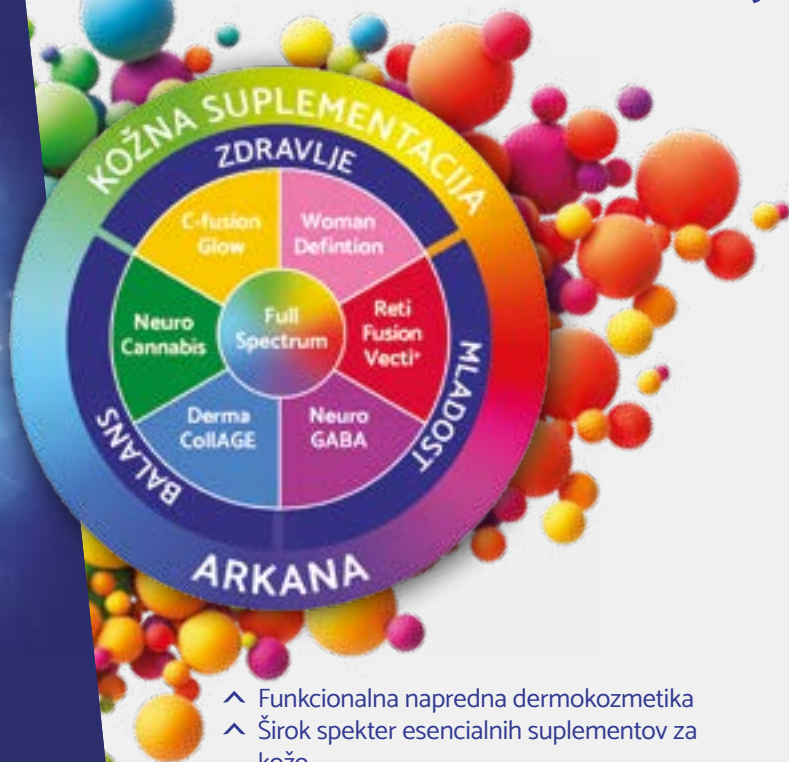 KOŽNA SUPLEMENTACIJA
ZDRAVLJE
C-fusion
Glow
Woman
Defintion
Neuro
Cannabis
Full
Spectrum
Reti
Fusion
Vecti+
Derma
CollAGE
Neuro
GABA
BALANS
MLADOST
ARKANA
^ Funkcionalna napredna dermokozmetika
^ Širok spekter esencialnih suplementov za
kožo